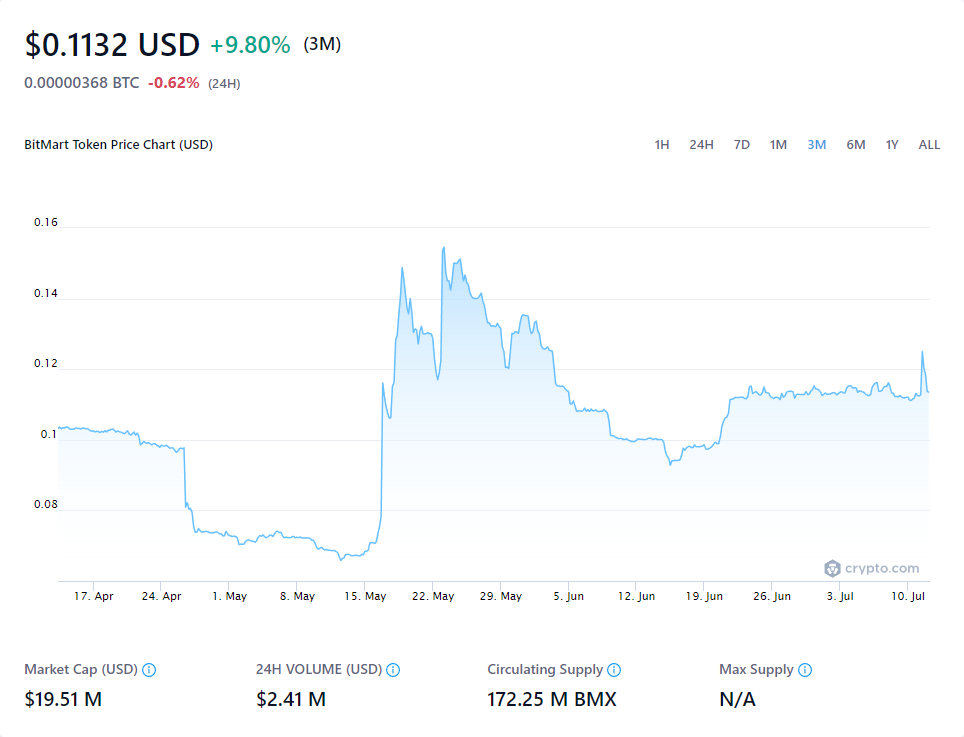 $0.1132 USD +9.80% (3M)
0.00000368 BTC -0.62% (24H)
BitMart Token Price Chart (USD) 1H 24H 7D 1M 3M 6M 1Y ALL
0.16
0.14
0.12
0.1
0.08
crypto.com
17. Apr 24. Apr 1. May 8. May 15. May 22. May 29. May 5. Jun 12. Jun 19. Jun 26. Jun 3. Jul 10. Jul
Market Cap (USD) 24H VOLUME (USD) Circulating Supply Max Supply
$19.51 M $2.41 M 172.25 M BMX N/A